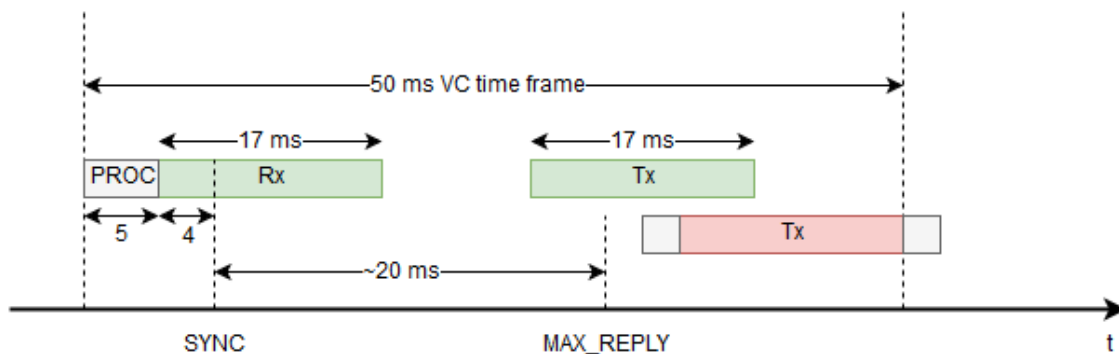 50 ms VC time frame
17 ms
17 ms
PROC
Rx
Tx
5
4
Tx
~20 ms
SYNC
MAX_REPLY
t